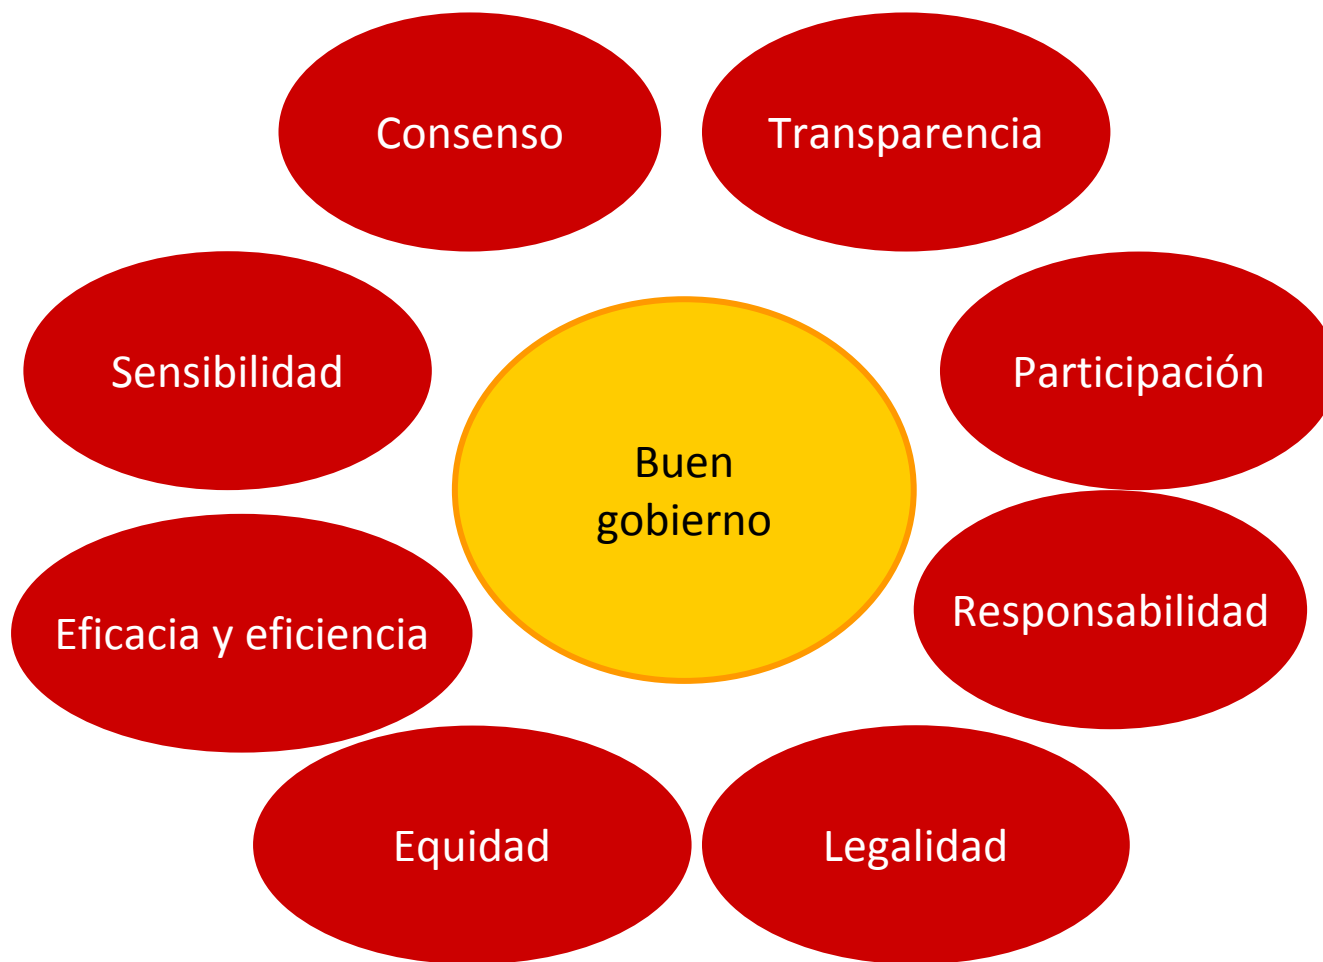 Consenso
Transparencia
Sensibilidad
Participación
Buen
gobierno
Responsabilidad
Eficacia y eficiencia
Equidad
Legalidad